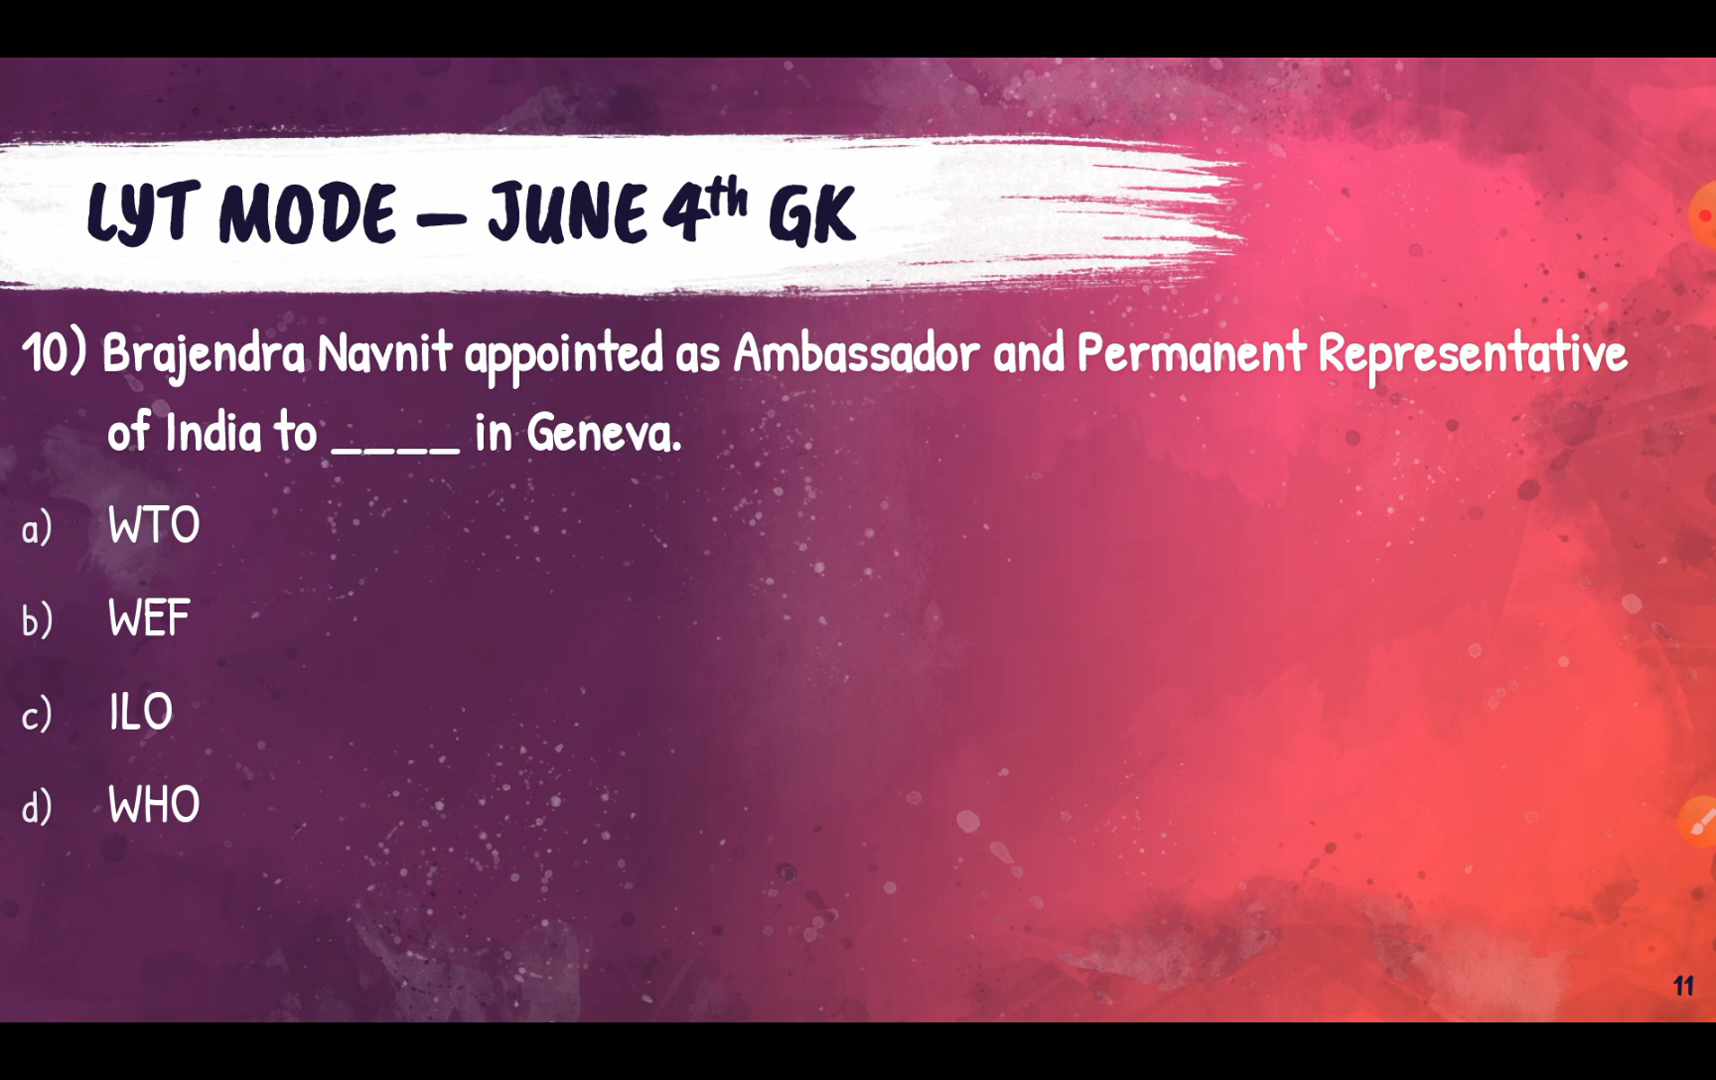 LYT MODE – JUNE 4th GK
10) Brajendra Navnit appointed as Ambassador and Permanent Representative
of India to ____ in Geneva.
a) WTO
b) WEF
c) ILO
d) WHO
11